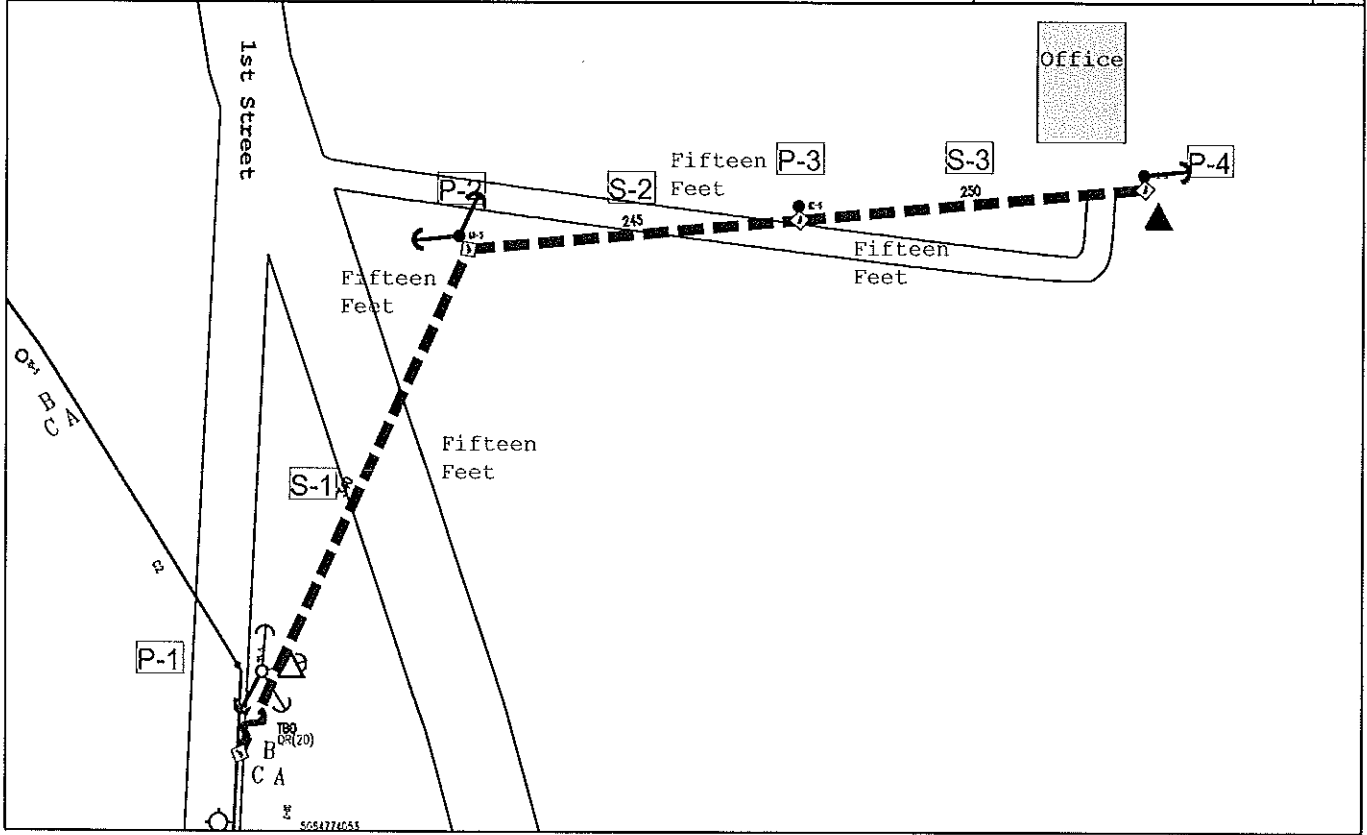 1st Street
Office
Fifteen
Feet
P-3
S-3
P-4
P-2
S-2
245
250
Fifteen
Feet
Fifteen
Feet
B
C A
Fifteen
Feet
S-1
P-1
TBO
QR(20)
B
C A